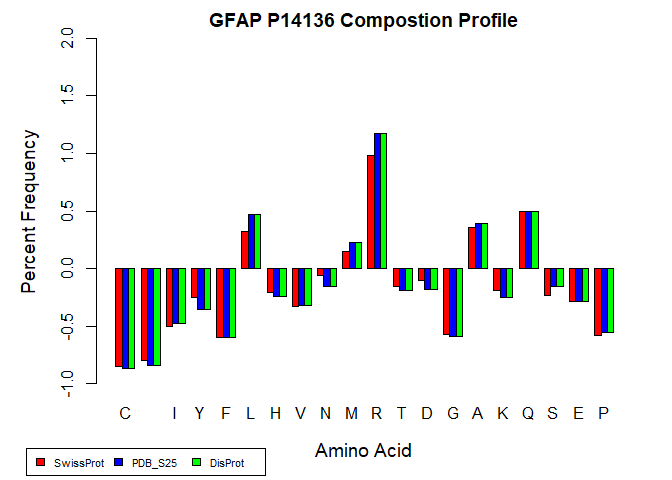 GFAP P14136 Compostion Profile
Percent Frequency
2.0
1.5
1.0
0.5
0.0
-0.5
-1.0
C I Y F L H V N M R T D G A K Q S E P
Amino Acid
SwissProt PDB_S25 DisProt